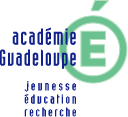 académie
Guadeloupe
É
jeunesse
éducation
recherche